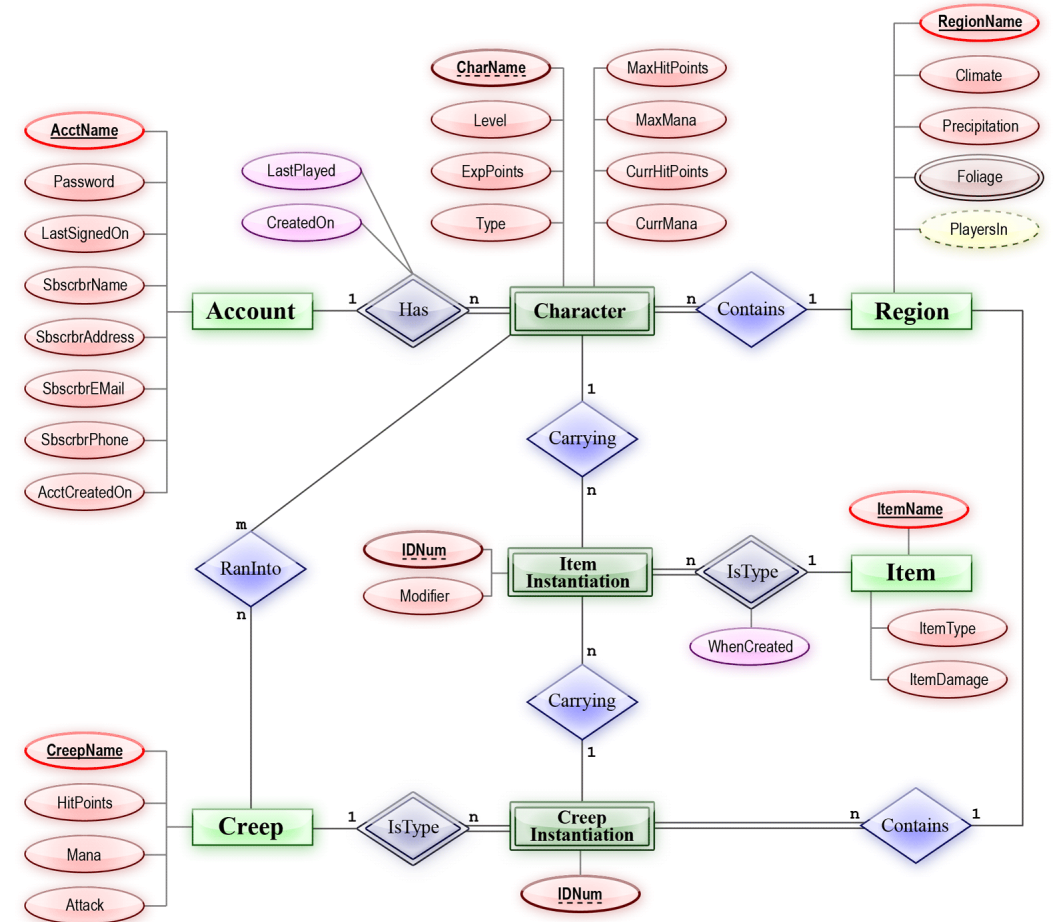 RegionName
CharName
MaxHitPoints
Climate
Level
MaxMana
AcctName
Precipitation
LastPlayed
ExpPoints
CurrHitPoints
Foliage
Password
CreatedOn
Type
CurrMana
PlayersIn
LastSignedOn
SbscrbrName
Account
1
Has
n
Character
n
Contains
1
Region
SbscrbrAddress
SbscrbrEMail
1
SbscrbrPhone
Carrying
AcctCreatedOn
n
ItemName
m
RanInto
n
IDNum
Modifier
Item
Instantiation
n
IsType
1
Item
WhenCreated
ItemType
ItemDamage
n
Carrying
1
CreepName
HitPoints
Mana
Attack
Creep
1
IsType
n
Creep
Instantiation
n
Contains
1
IDNum